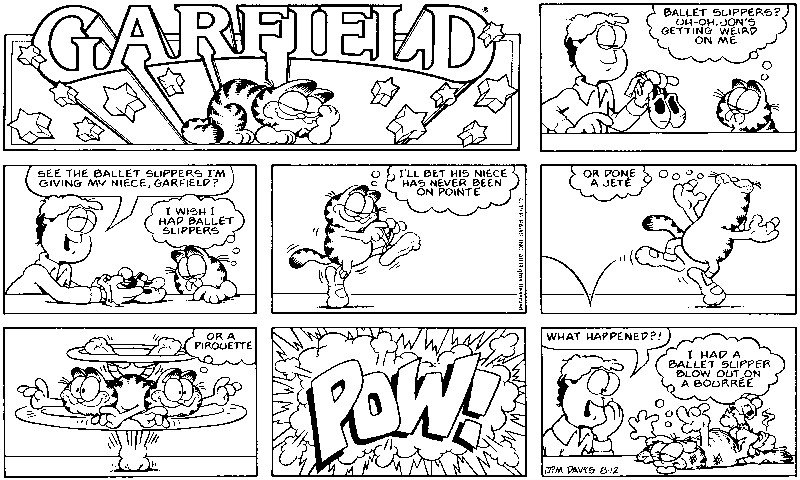 GARFIELD
BALLET SLIPPERS?
UH-OH, JON'S
GETTING WEIRD
ON ME
SEE THE BALLET SLIPPERS I'M
GIVING MY NIECE, GARFIELD?
I WISH I
HAD BALLET
SLIPPERS
I'LL BET HIS NIECE
HAS NEVER BEEN
ON POINTE
OR DONE
A JETÉ
OR A
PIROUETTE
POW!
WHAT HAPPENED?!
I HAD A
BALLET SLIPPER
BLOW OUT ON
A BOURRÉE
JIM DAVIS 8-12